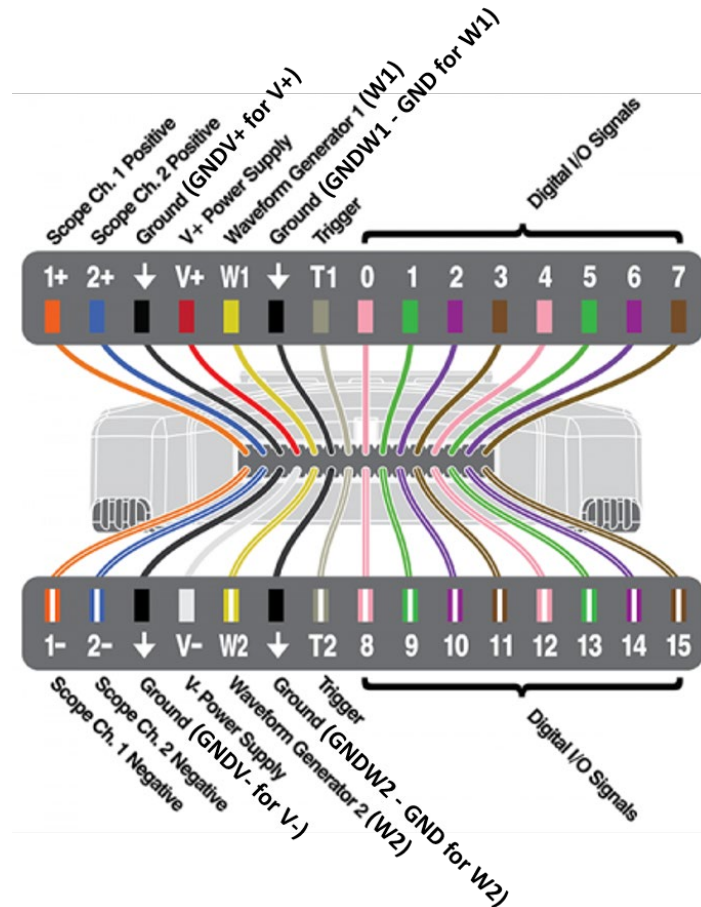 Scope Ch. 1 Positive
Scope Ch. 2 Positive
Ground (GNDV+ for V+)
V+ Power Supply
Waveform Generator 1 (W1)
Ground (GNDW1 - GND for W1)
Trigger
Digital I/O Signals
1+ 2+ ↓ V+ W1 ↓ T1 0 1 2 3 4 5 6 7
1- 2- ↓ V- W2 ↓ T2 8 9 10 11 12 13 14 15
Scope Ch. 1 Negative
Scope Ch. 2 Negative
Ground (GNDV- for V-)
V- Power Supply
Waveform Generator 2 (W2)
Ground (GNDW2 - GND for W2)
Trigger
Digital I/O Signals